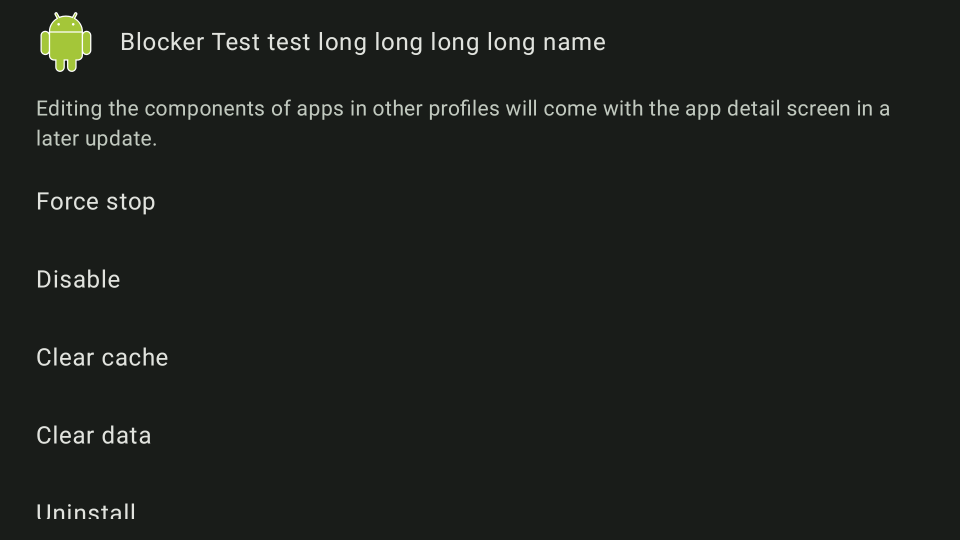 Blocker Test test long long long long name
Editing the components of apps in other profiles will come with the app detail screen in a
later update.
Force stop
Disable
Clear cache
Clear data
Uninstall